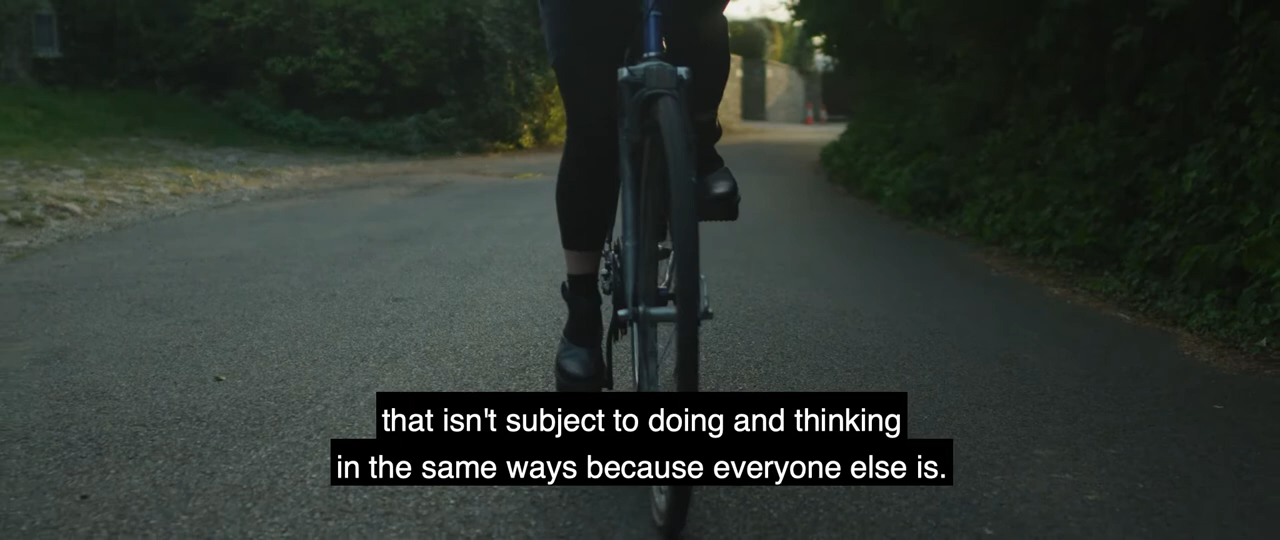 that isn't subject to doing and thinking
in the same ways because everyone else is.